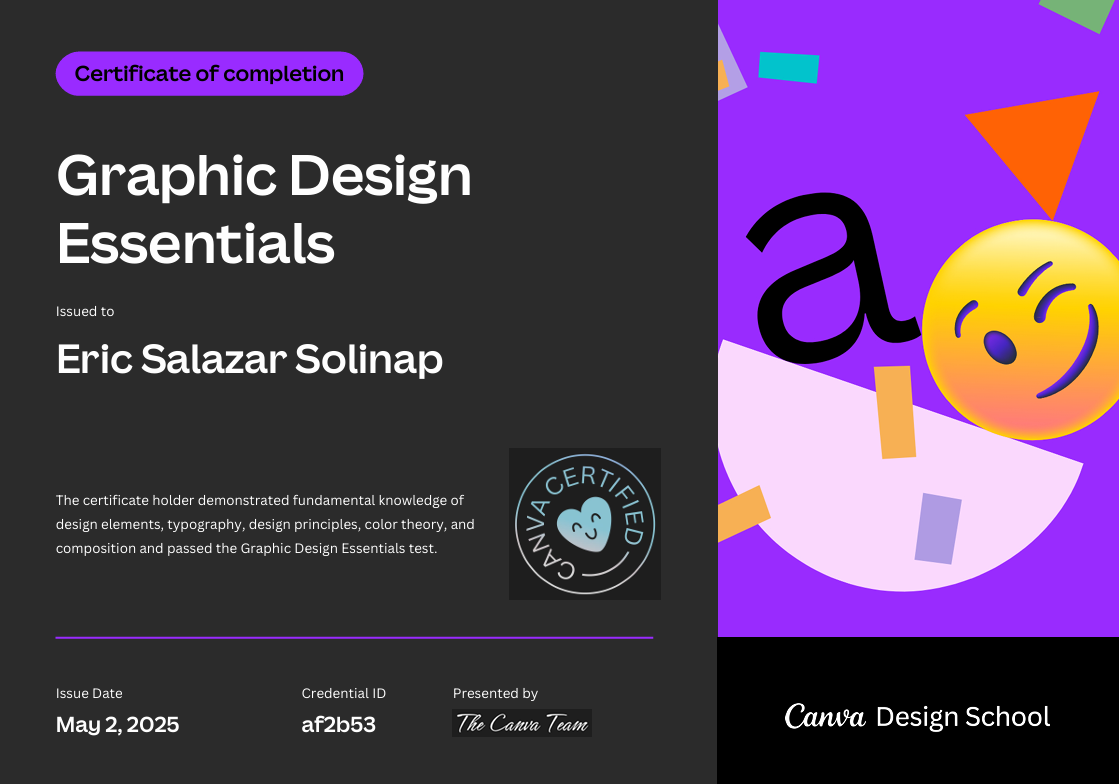 Certificate of completion
Graphic Design
Essentials
Issued to
Eric Salazar Solinap
The certificate holder demonstrated fundamental knowledge of
design elements, typography, design principles, color theory, and
composition and passed the Graphic Design Essentials test.
CANVA CERTIFIED
Issue Date
May 2, 2025
Credential ID
af2b53
Presented by
The Canva Team
a
Canva Design School